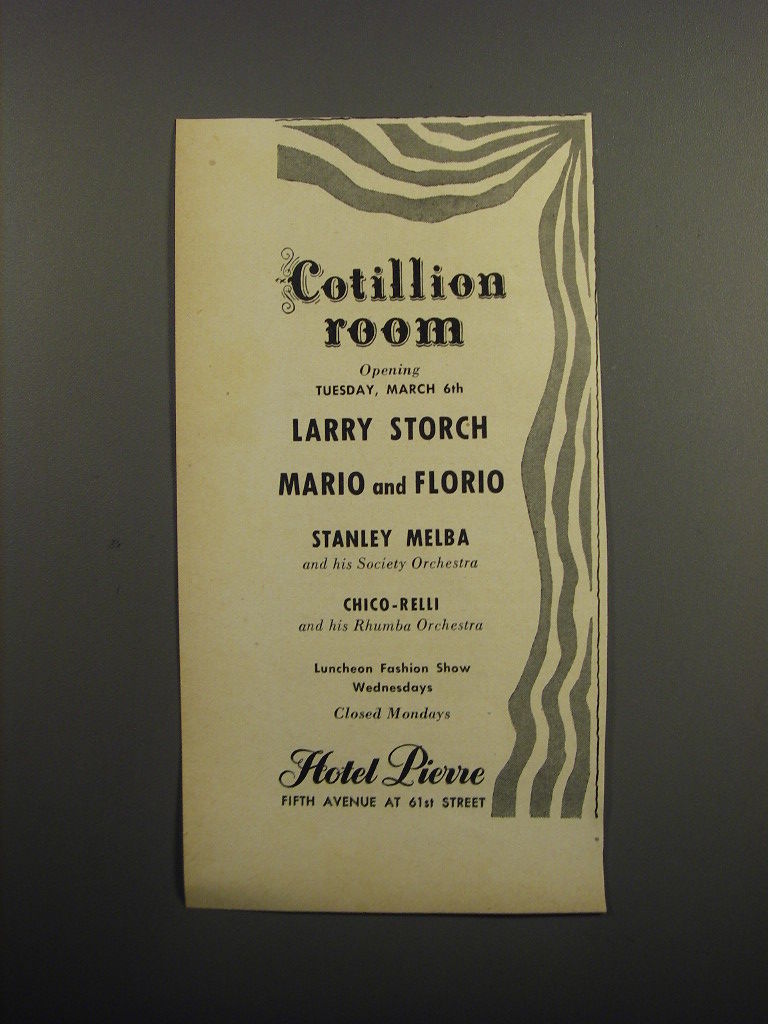 Cotillion
room
Opening
TUESDAY, MARCH 6th
LARRY STORCH
MARIO and FLORIO
STANLEY MELBA
and his Society Orchestra
CHICO-RELLI
and his Rhumba Orchestra
Luncheon Fashion Show
Wednesdays
Closed Mondays
Hotel Pierre
FIFTH AVENUE AT 61st STREET